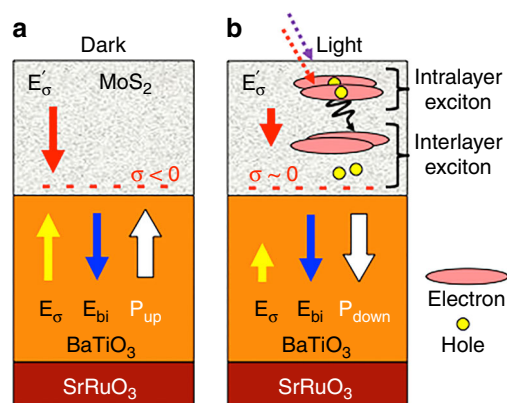 a
Dark
E'σ
MoS2
σ < 0
Eσ
Ebi
Pup
BaTiO3
SrRuO3
b
Light
E'σ
Intralayer
exciton
Interlayer
exciton
σ ~ 0
Eσ
Ebi
Pdown
BaTiO3
SrRuO3
Electron
Hole